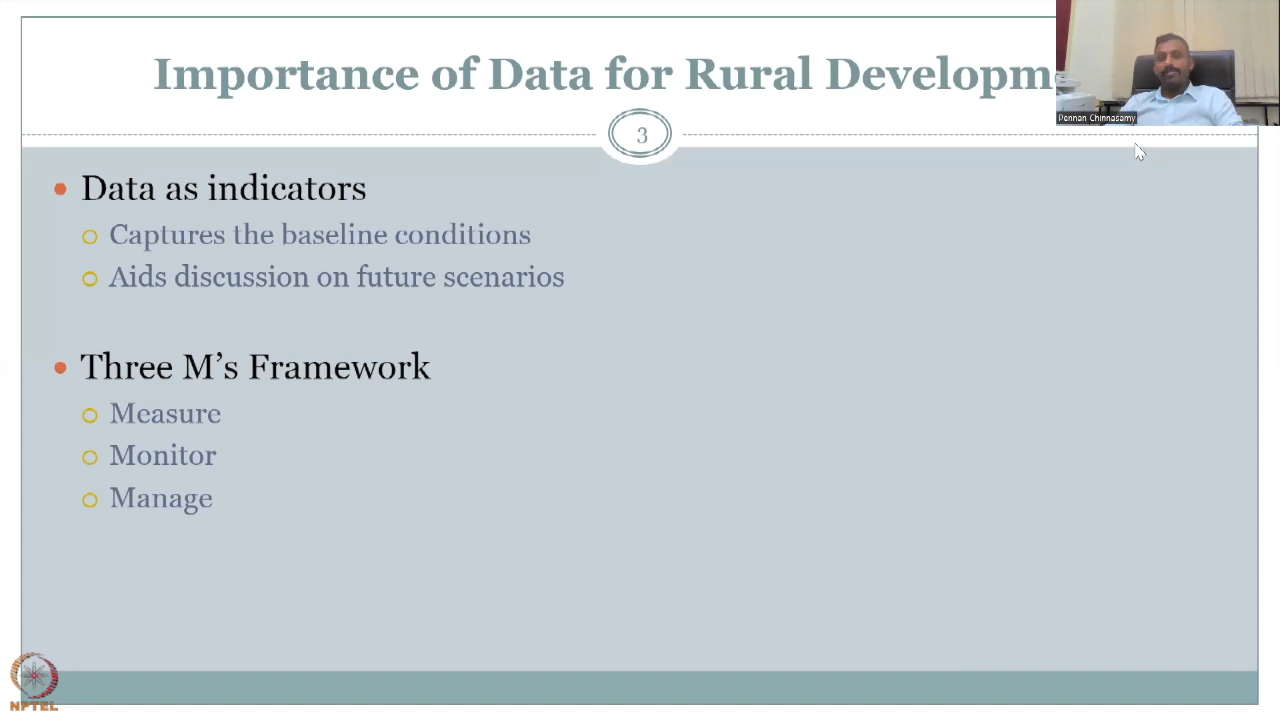 Importance of Data for Rural Developm
Pennan Chinnasamy
3
Data as indicators
Captures the baseline conditions
Aids discussion on future scenarios
Three M's Framework
Measure
Monitor
Manage
NPTEL